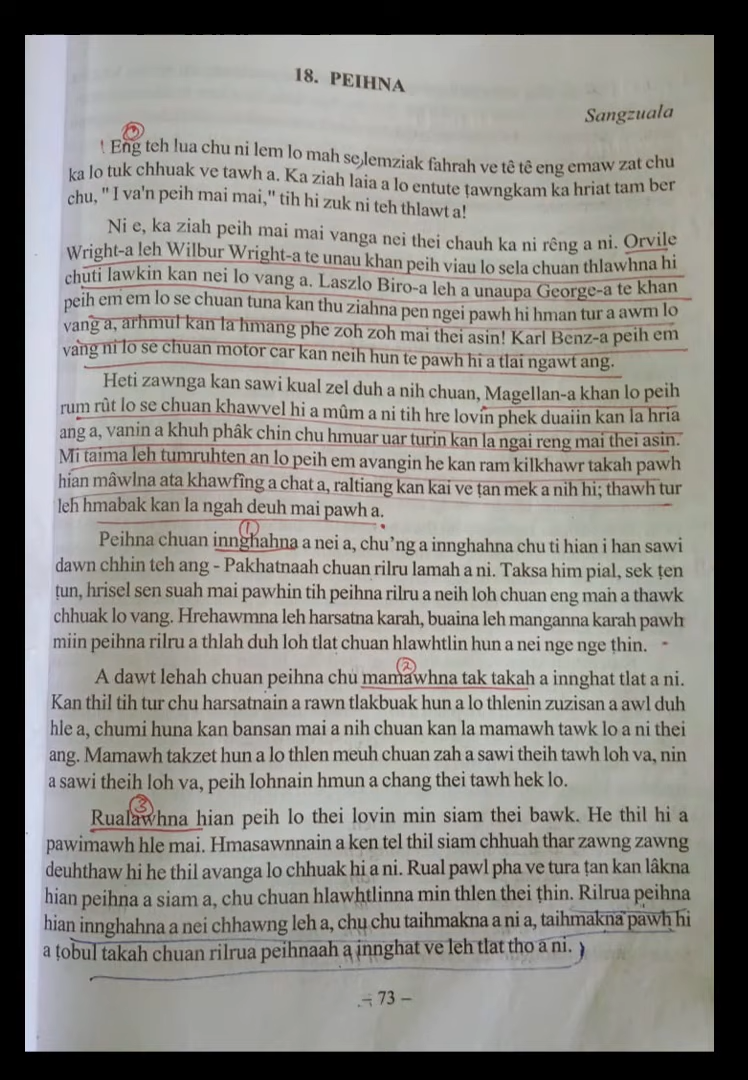 18. PEIHNA
Sangzuala
Eng teh lua chu ni lem lo mah se, lemziak fahrah ve tê tê eng emaw zat chu
ka lo tuk chhuak ve tawh a. Ka ziah laia a lo entute ṭawngkam ka hriat tam ber
chu, " I va'n peih mai mai," tih hi zuk ni teh thlawt a!
Ni e, ka ziah peih mai mai vanga nei thei chauh ka ni rêng a ni. Orvile
Wright-a leh Wilbur Wright-a te unau khan peih viau lo sela chuan thlawhna hi
chuti lawkin kan nei lo vang a. Laszlo Biro-a leh a unaupa George-a te khan
peih em em lo se chuan tuna kan thu ziahna pen ngei pawh hi hman tur a awm lo
vang a, arhmul kan la hmang phe zoh zoh mai thei asin! Karl Benz-a peih em
vang ni lo se chuan motor car kan neih hun te pawh hi a tlai ngawt ang.
Heti zawnga kan sawi kual zel duh a nih chuan, Magellan-a khan lo peih
rum rût lo se chuan khawvel hi a mûm a ni tih hre lovin phek duaiin kan la hria
ang a, vanin a khuh phâk chin chu hmuar uar turin kan la ngai reng mai thei asin.
Mi taima leh tumruhten an lo peih em avangin he kan ram kilkhawr takah pawh
hian mâwlna ata khawfîng a chat a, raltiang kan kai ve ṭan mek a nih hi; thawh tur
leh hmabak kan la ngah deuh mai pawh a.
1
Peihna chuan innghahna a nei a, chu'ng a innghahna chu ti hian i han sawi
dawn chhin teh ang - Pakhatnaah chuan rilru lamah a ni. Taksa him pial, sek ṭen
ṭun, hrisel sen suah mai pawhin tih peihna rilru a neih loh chuan eng mah a thawk
chhuak lo vang. Hrehawmna leh harsatna karah, buaina leh manganna karah pawh
miin peihna rilru a thlah duh loh tlat chuan hlawhtlin hun a nei nge nge ṭhin.
2
A dawt lehah chuan peihna chu mamawhna tak takah a innghat tlat a ni.
Kan thil tih tur chu harsatnain a rawn tlakbuak hun a lo thlenin zuzisan a awl duh
hle a, chumi huna kan bansan mai a nih chuan kan la mamawh tawk lo a ni thei
ang. Mamawh takzet hun a lo thlen meuh chuan zah a sawi theih tawh loh va, nin
a sawi theih loh va, peih lohnain hmun a chang thei tawh hek lo.
3
Rualawhna hian peih lo thei lovin min siam thei bawk. He thil hi a
pawimawh hle mai. Hmasawnnain a ken tel thil siam chhuah thar zawng zawng
deuhthaw hi he thil avanga lo chhuak hi a ni. Rual pawl pha ve tura ṭan kan lâkna
hian peihna a siam a, chu chuan hlawhtlinna min thlen thei ṭhin. Rilrua peihna
hian innghahna a nei chhawng leh a, chu chu taihmakna a ni a, taihmakna pawh hi
a ṭobul takah chuan rilrua peihnaah a innghat ve leh tlat tho a ni.
– 73 –